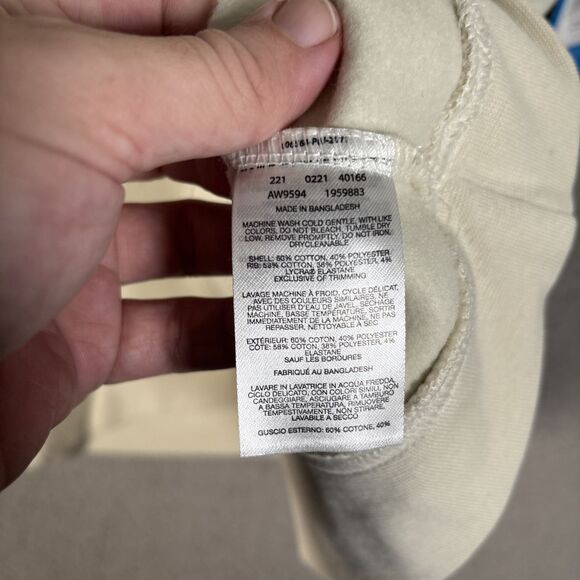 221 0221 40166
AW9594 1959883
MADE IN BANGLADESH
MACHINE WASH COLD GENTLE, WITH LIKE
COLORS, DO NOT BLEACH, TUMBLE DRY
LOW, REMOVE PROMPTLY, DO NOT IRON,
DRYCLEANABLE
SHELL: 60% COTTON, 40% POLYESTER
RIB: 58% COTTON, 38% POLYESTER, 4%
LYCRA® ELASTANE
EXCLUSIVE OF TRIMMING
LAVAGE MACHINE À FROID, CYCLE DÉLICAT,
AVEC DES COULEURS SIMILAIRES, NE
PAS UTILISER D'EAU DE JAVEL, SÉCHAGE
MACHINE, BASSE TEMPÉRATURE, SORTIR
IMMÉDIATEMENT DE LA MACHINE, NE PAS
REPASSER, NETTOYABLE À SEC
EXTÉRIEUR: 60% COTON, 40% POLYESTER
CÔTE: 58% COTON, 38% POLYESTER, 4%
ELASTANE
SAUF LES BORDURES
FABRIQUÉ AU BANGLADESH
LAVARE IN LAVATRICE IN ACQUA FREDDA,
CICLO DELICATO, CON COLORI SIMILI, NON
CANDEGGIARE, ASCIUGARE A TAMBURO
A BASSA TEMPERATURA, RIMUOVERE
TEMPESTIVAMENTE, NON STIRARE,
LAVABILE A SECCO
GUSCIO ESTERNO: 60% COTONE, 40%